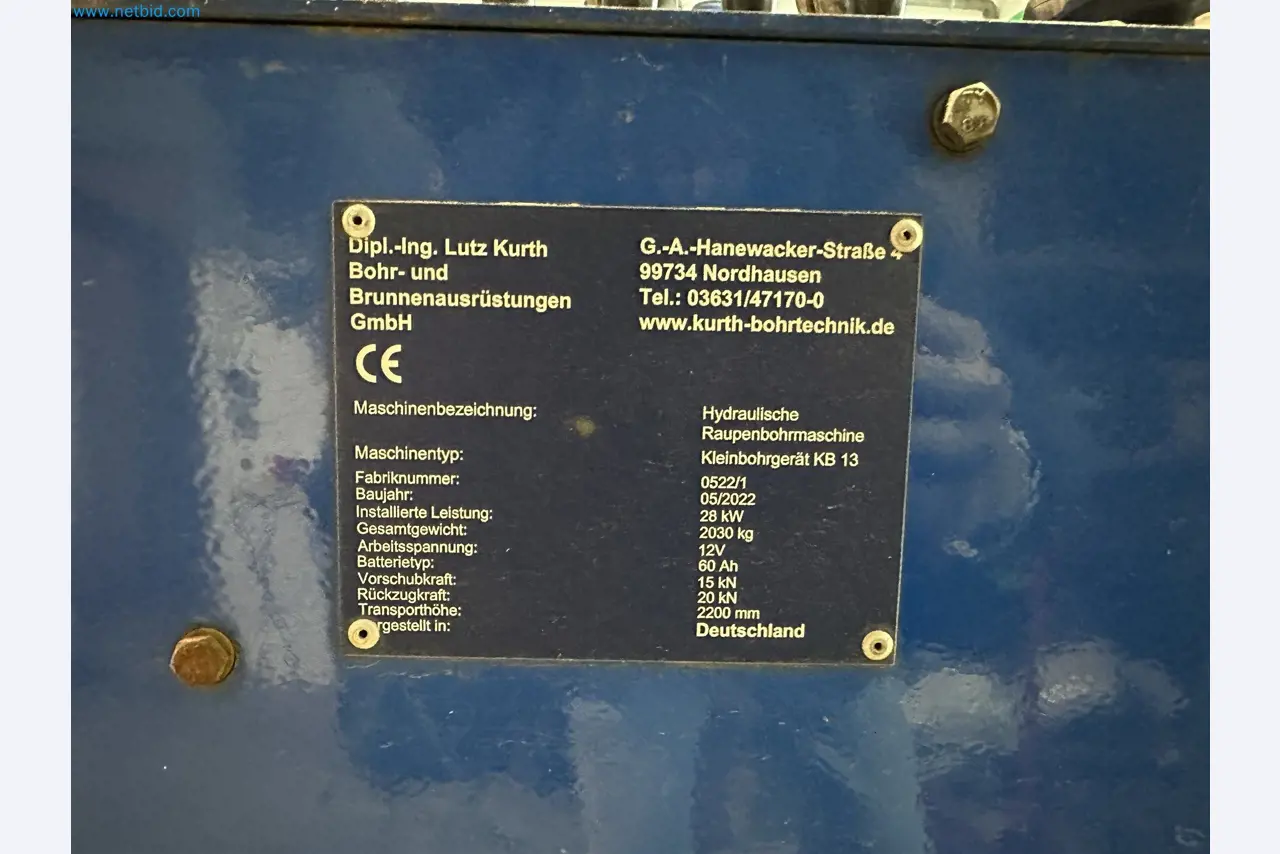 www.netbid.com
Dipl.-Ing. Lutz Kurth
Bohr- und
Brunnenausrüstungen
GmbH
G.-A.-Hanewacker-Straße 4
99734 Nordhausen
Tel.: 03631/47170-0
www.kurth-bohrtechnik.de
CE
Maschinenbezeichnung: Hydraulische
Raupenbohrmaschine
Maschinentyp: Kleinbohrgerät KB 13
Fabriknummer: 0522/1
Baujahr: 05/2022
Installierte Leistung: 28 kW
Gesamtgewicht: 2030 kg
Arbeitsspannung: 12V
Batterietyp: 60 Ah
Vorschubkraft: 15 kN
Rückzugkraft: 20 kN
Transporthöhe: 2200 mm
Hergestellt in: Deutschland